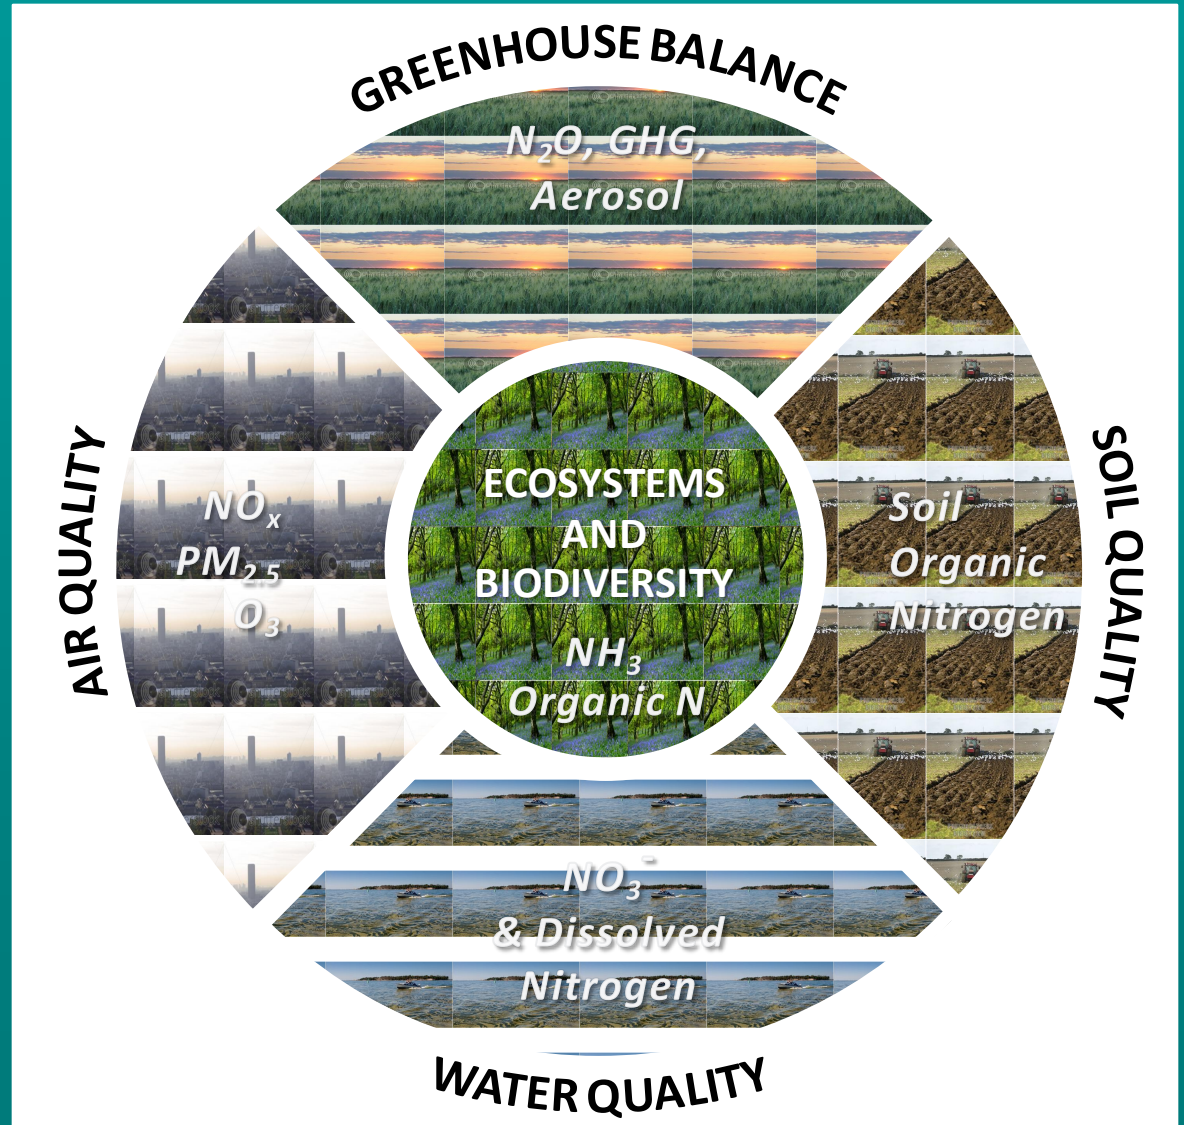 GREENHOUSE BALANCE
N₂O, GHG,
Aerosol
AIR QUALITY
NOₓ
PM₂.₅
O₃
ECOSYSTEMS
AND
BIODIVERSITY
NH₃
Organic N
Soil
Organic
Nitrogen
SOIL QUALITY
NO₃⁻
& Dissolved
Nitrogen
WATER QUALITY